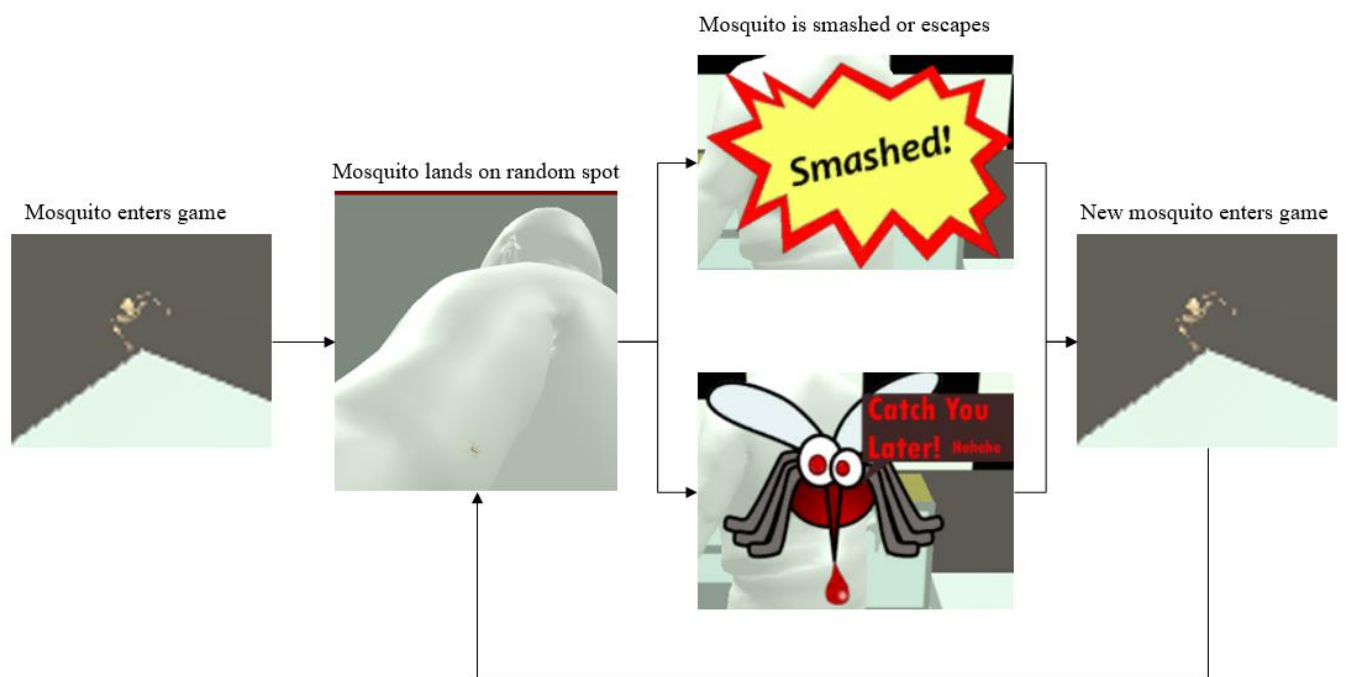 Mosquito enters game
Mosquito lands on random spot
Mosquito is smashed or escapes
Smashed!
Catch You
Later! Hahaha
New mosquito enters game